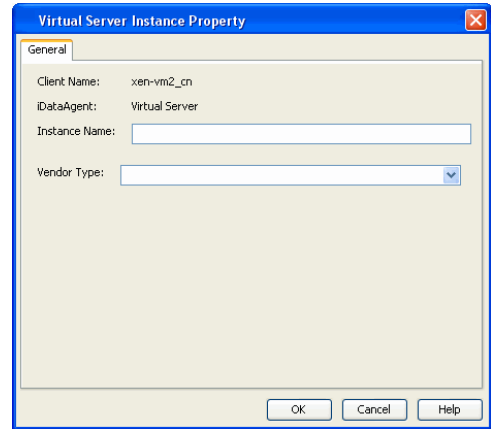 Virtual Server Instance Property
General
Client Name: xen-vm2_cn
iDataAgent: Virtual Server
Instance Name:
Vendor Type:
OK Cancel Help